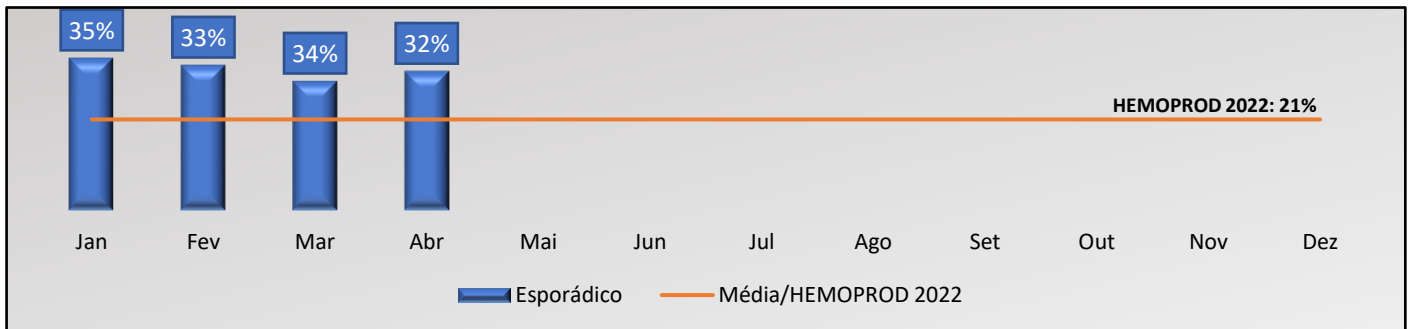 35%
33%
34%
32%
HEMOPROD 2022: 21%
Jan Fev Mar Abr Mai Jun Jul Ago Set Out Nov Dez
Esporádico Média/HEMOPROD 2022